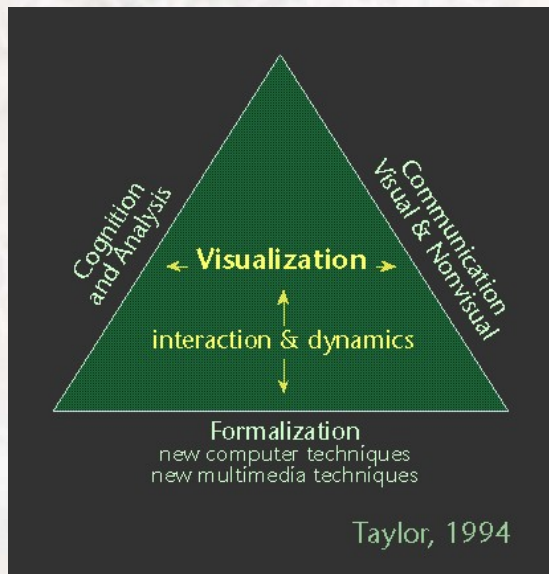 Cognition
and Analysis
Communication
Visual & Nonvisual
Visualization
interaction & dynamics
Formalization
new computer techniques
new multimedia techniques
Taylor, 1994